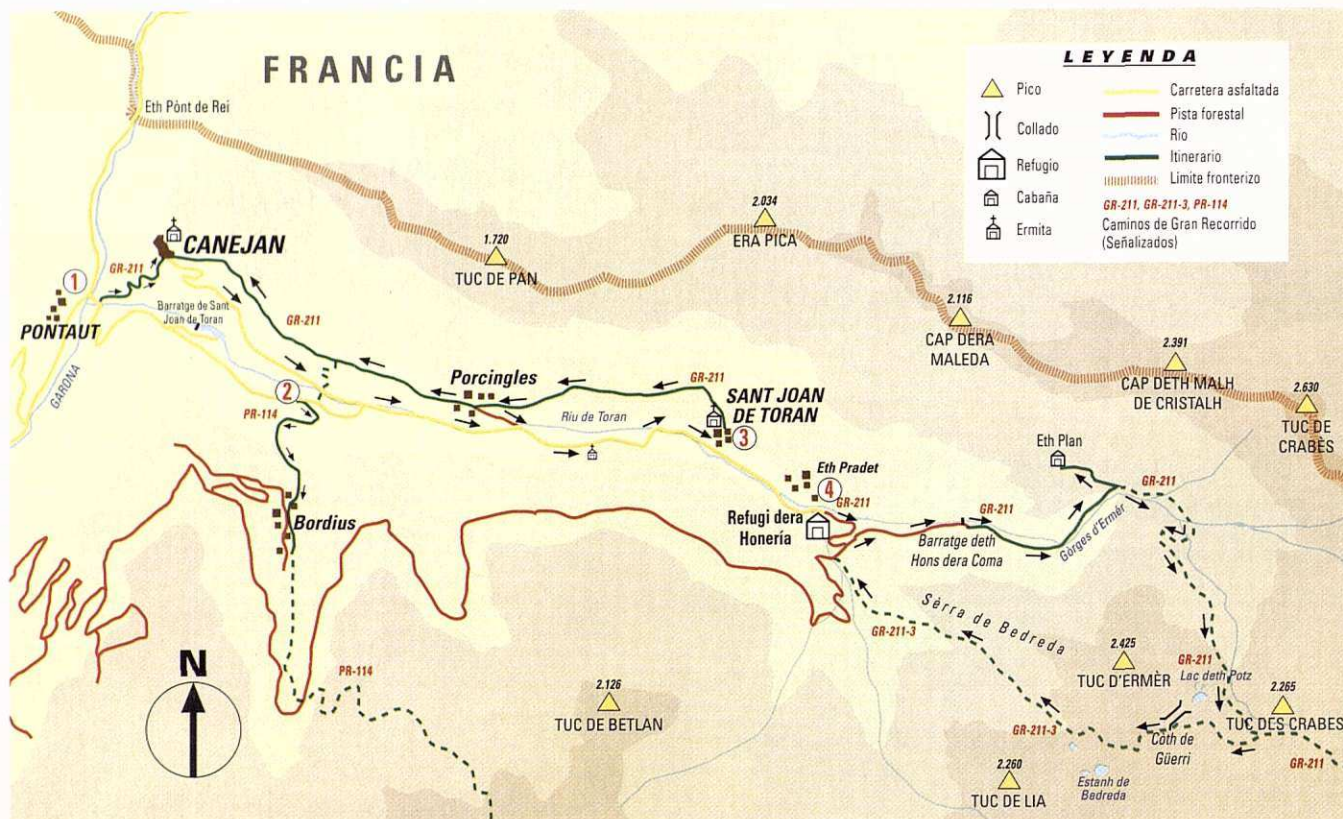 FRANCIA
Eth Pònt de Rei
LEYENDA
Pico
Collado
Refugio
Cabaña
Ermita
Carretera asfaltada
Pista forestal
Rio
Itinerario
Limite fronterizo
GR-211, GR-211-3, PR-114
Caminos de Gran Recorrido
(Señalizados)
2.034
ERA PICA
1.720
TUC DE PAN
2.116
CAP DERA
MALEDA
2.391
CAP DETH MALH
DE CRISTALH
2.630
TUC DE
CRABÈS
CANEJAN
GR-211
1
PONTAUT
GARONA
Barratge de Sant
Joan de Toran
GR-211
2
PR-114
Porcingles
Ríu de Toran
GR-211
SANT JOAN
DE TORAN
3
Eth Pradet
4
GR-211
Refugi dera
Honería
Eth Plan
GR-211
GR-211
Barratge deth
Hons dera Coma
Gòrges d'Ermèr
Bordius
PR-114
N
2.126
TUC DE BETLAN
Sèrra de Bedreda
GR-211-3
2.425
TUC D'ERMÈR
GR-211
Lac deth Potz
2.265
TUC DES CRABES
GR-211-3
Còth de
Güerri
GR-211
2.260
TUC DE LIA
Estanh de
Bedreda